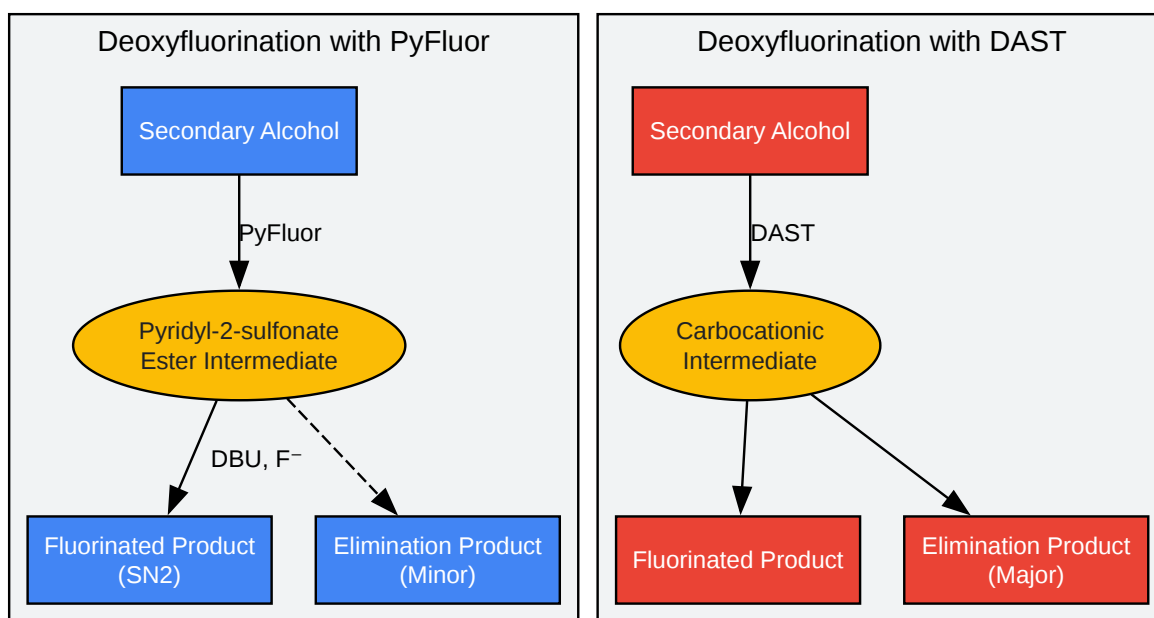 Deoxyfluorination with PyFluor
Secondary Alcohol
PyFluor
Pyridyl-2-sulfonate
Ester Intermediate
DBU, F⁻
Fluorinated Product
(SN2)
Elimination Product
(Minor)
Deoxyfluorination with DAST
Secondary Alcohol
DAST
Carbocationic
Intermediate
Fluorinated Product
Elimination Product
(Major)